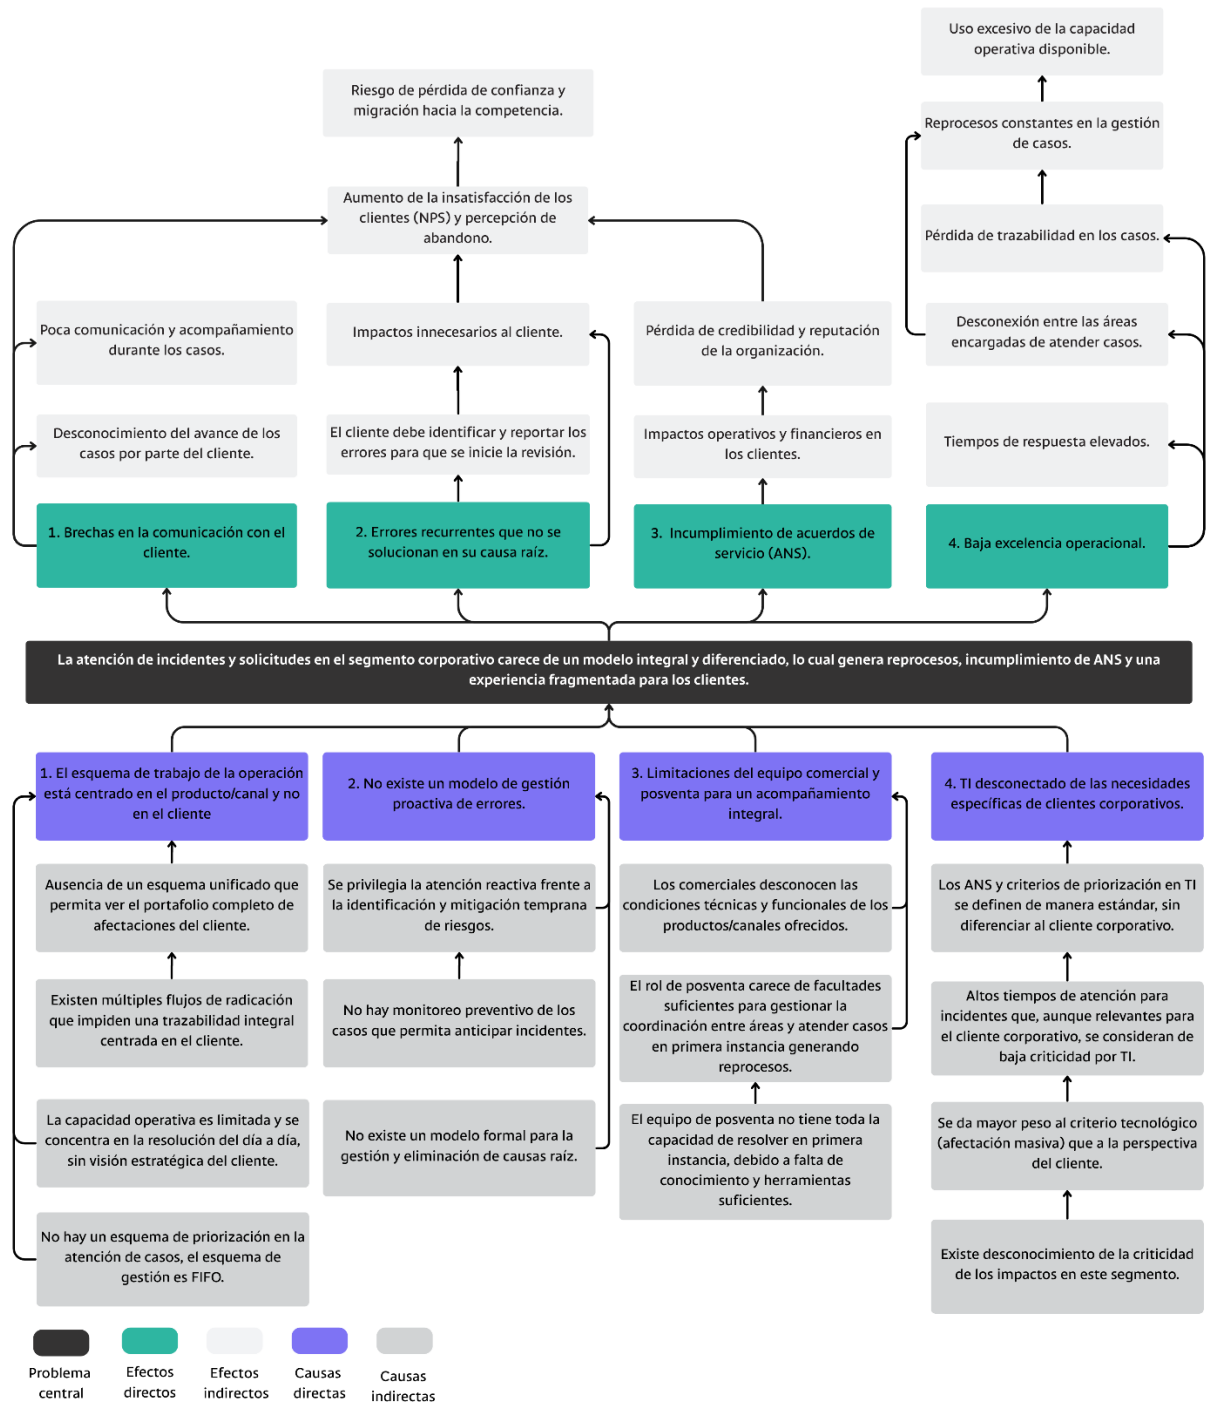 Uso excesivo de la capacidad
operativa disponible.
Riesgo de pérdida de confianza y
migración hacia la competencia.
Reprocesos constantes en la gestión
de casos.
Aumento de la insatisfacción de los
clientes (NPS) y percepción de
abandono.
Pérdida de trazabilidad en los casos.
Poca comunicación y acompañamiento
durante los casos.
Impactos innecesarios al cliente.
Pérdida de credibilidad y reputación
de la organización.
Desconexión entre las áreas
encargadas de atender casos.
Desconocimiento del avance de los
casos por parte del cliente.
El cliente debe identificar y reportar los
errores para que se inicie la revisión.
Impactos operativos y financieros en
los clientes.
Tiempos de respuesta elevados.
1. Brechas en la comunicación con el
cliente.
2. Errores recurrentes que no se
solucionan en su causa raíz.
3. Incumplimiento de acuerdos de
servicio (ANS).
4. Baja excelencia operacional.
La atención de incidentes y solicitudes en el segmento corporativo carece de un modelo integral y diferenciado, lo cual genera reprocesos, incumplimiento de ANS y una
experiencia fragmentada para los clientes.
1. El esquema de trabajo de la operación
está centrado en el producto/canal y no
en el cliente
2. No existe un modelo de gestión
proactiva de errores.
3. Limitaciones del equipo comercial y
posventa para un acompañamiento
integral.
4. TI desconectado de las necesidades
específicas de clientes corporativos.
Ausencia de un esquema unificado que
permita ver el portafolio completo de
afectaciones del cliente.
Se privilegia la atención reactiva frente a
la identificación y mitigación temprana
de riesgos.
Los comerciales desconocen las
condiciones técnicas y funcionales de los
productos/canales ofrecidos.
Los ANS y criterios de priorización en TI
se definen de manera estándar, sin
diferenciar al cliente corporativo.
Existen múltiples flujos de radicación
que impiden una trazabilidad integral
centrada en el cliente.
No hay monitoreo preventivo de los
casos que permita anticipar incidentes.
El rol de posventa carece de facultades
suficientes para gestionar la
coordinación entre áreas y atender casos
en primera instancia generando
reprocesos.
Altos tiempos de atención para
incidentes que, aunque relevantes para
el cliente corporativo, se consideran de
baja criticidad por TI.
La capacidad operativa es limitada y se
concentra en la resolución del día a día,
sin visión estratégica del cliente.
No existe un modelo formal para la
gestión y eliminación de causas raíz.
El equipo de posventa no tiene toda la
capacidad de resolver en primera
instancia, debido a falta de
conocimiento y herramientas
suficientes.
Se da mayor peso al criterio tecnológico
(afectación masiva) que a la perspectiva
del cliente.
No hay un esquema de priorización en la
atención de casos, el esquema de
gestión es FIFO.
Existe desconocimiento de la criticidad
de los impactos en este segmento.
Problema
central
Efectos
directos
Efectos
indirectos
Causas
directas
Causas
indirectas